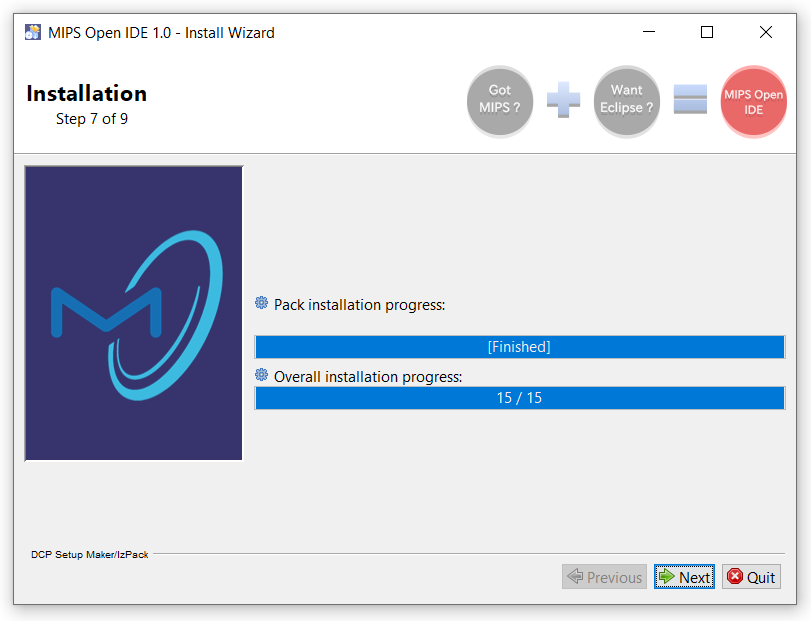 MIPS Open IDE 1.0 - Install Wizard
Installation
Step 7 of 9
Got
MIPS ?
Want
Eclipse ?
MIPS Open
IDE
Pack installation progress:
[Finished]
Overall installation progress:
15 / 15
DCP Setup Maker/IzPack
Previous
Next
Quit